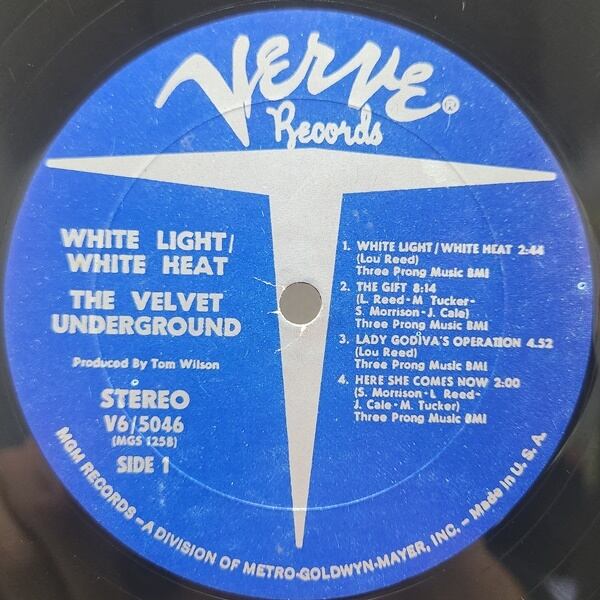 Verve®
Records
WHITE LIGHT/
WHITE HEAT
THE VELVET
UNDERGROUND
Produced By Tom Wilson
STEREO
V6/5046
(MGS 1258)
SIDE 1
1. WHITE LIGHT/WHITE HEAT 2:44
(Lou Reed)
Three Prong Music BMI
2. THE GIFT 8:14
(L. Reed-M Tucker-
S. Morrison-J. Cale)
Three Prong Music BMI
3. LADY GODIVA'S OPERATION 4.52
(Lou Reed)
Three Prong Music BMI
4. HERE SHE COMES NOW 2:00
(S. Morrison-L Reed-
J. Cale-M. Tucker)
Three Prong Music BMI
MGM RECORDS – A DIVISION OF METRO-GOLDWYN-MAYER, INC. – Made in U. S. A.